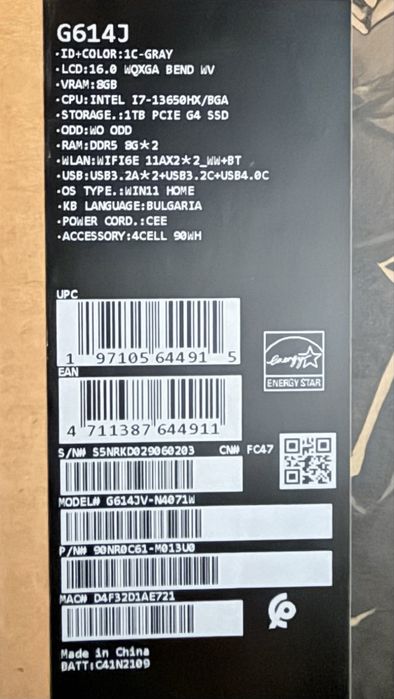 G614J
·ID+COLOR:1C-GRAY
·LCD:16.0 WQXGA BEND WV
·VRAM:8GB
·CPU:INTEL I7-13650HX/BGA
·STORAGE.:1TB PCIE G4 SSD
·ODD:WO ODD
·RAM:DDR5 8G*2
·WLAN:WIFI6E 11AX2*2_WW+BT
·USB:USB3.2A*2+USB3.2C+USB4.0C
·OS TYPE.:WIN11 HOME
·KB LANGUAGE:BULGARIA
·POWER CORD.:CEE
·ACCESSORY:4CELL 90WH
UPC
1 97105 64491 5
EAN
4 711387 644911
energy
ENERGY STAR
S/N# S5NRKD029060203 CN# FC47
MODEL# G614JV-N4071W
P/N# 90NR0C61-M013U0
MAC# D4F32D1AE721
Made in China
BATT:C41N2109